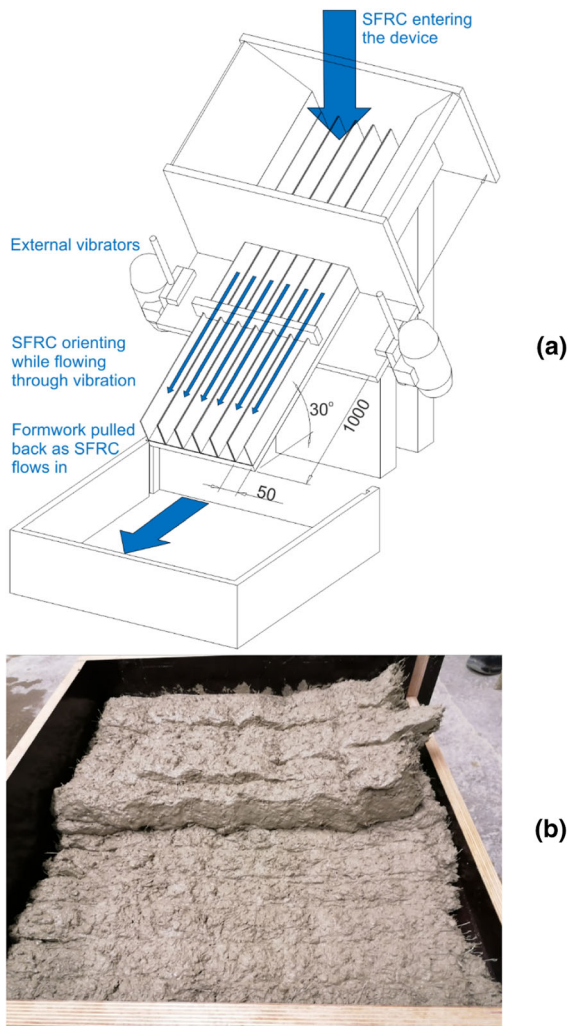 SFRC entering
the device
External vibrators
SFRC orienting
while flowing
through vibration
Formwork pulled
back as SFRC
flows in
30°
1000
50
(a)
(b)